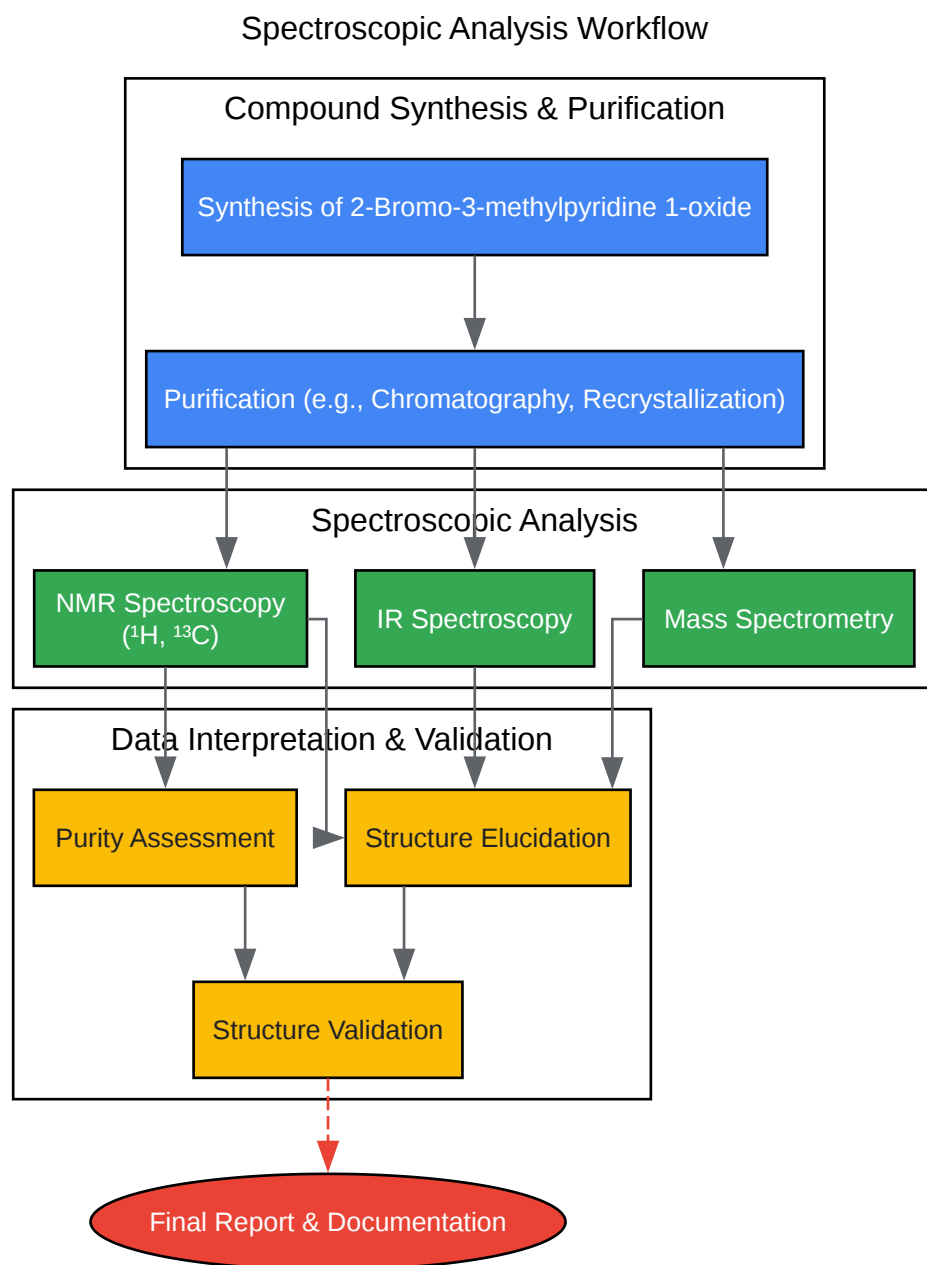 Spectroscopic Analysis Workflow
Compound Synthesis & Purification
Synthesis of 2-Bromo-3-methylpyridine 1-oxide
Purification (e.g., Chromatography, Recrystallization)
Spectroscopic Analysis
NMR Spectroscopy
(¹H, ¹³C)
IR Spectroscopy
Mass Spectrometry
Data Interpretation & Validation
Purity Assessment
Structure Elucidation
Structure Validation
Final Report & Documentation